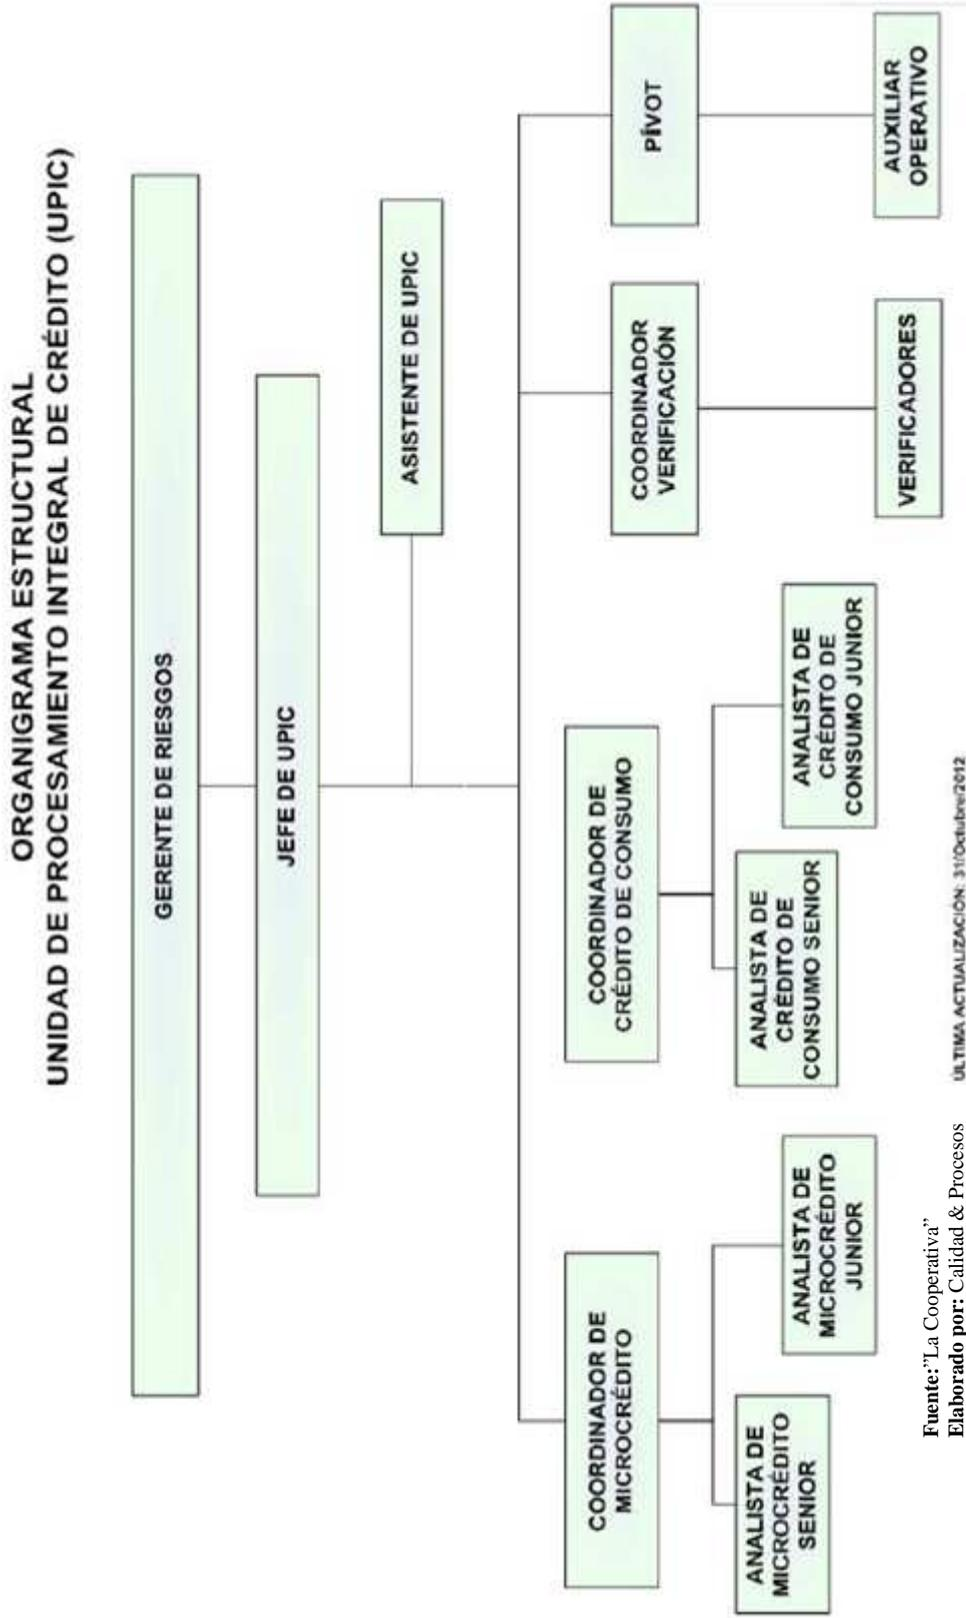 ORGANIGRAMA ESTRUCTURAL
UNIDAD DE PROCESAMIENTO INTEGRAL DE CRÉDITO (UPIC)
GERENTE DE RIESGOS
JEFE DE UPIC
ASISTENTE DE UPIC
COORDINADOR DE
MICROCRÉDITO
COORDINADOR DE
CRÉDITO DE CONSUMO
COORDINADOR
VERIFICACIÓN
PÍVOT
ANALISTA DE
MICROCRÉDITO
SENIOR
ANALISTA DE
MICROCRÉDITO
JUNIOR
ANALISTA DE
CRÉDITO DE
CONSUMO SENIOR
ANALISTA DE
CRÉDITO DE
CONSUMO JUNIOR
VERIFICADORES
AUXILIAR
OPERATIVO
Fuente:”La Cooperativa”
Elaborado por: Calidad & Procesos
ÚLTIMA ACTUALIZACIÓN: 31/Octubre/2012